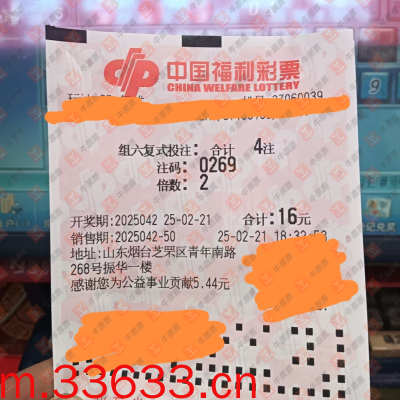 中国福利彩票
CHINA WELFARE LOTTERY
组六复式投注: 合计 4注
注码: 0269
倍数: 2
开奖期:2025042 25-02-21 合计:16元
销售期:2025042-50 25-02-21
地址:山东烟台芝罘区青年南路
268号振华一楼
感谢您为公益事业贡献5.44元
m.33633.cn